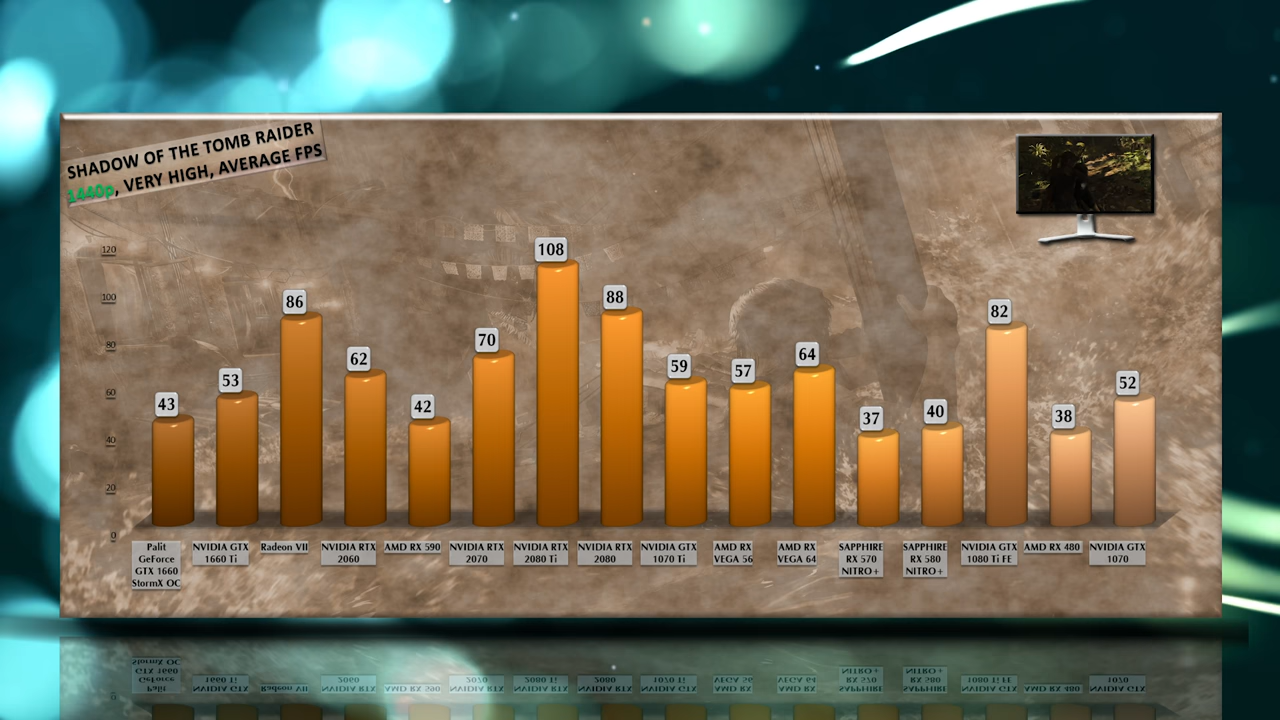 SHADOW OF THE TOMB RAIDER
1440p, VERY HIGH, AVERAGE FPS
120
100
80
60
40
20
0
43
53
86
62
42
70
108
88
59
57
64
37
40
82
38
52
Palit
GeForce
GTX 1660
StormX OC
NVIDIA GTX
1660 Ti
Radeon VII
NVIDIA RTX
2060
AMD RX 590
NVIDIA RTX
2070
NVIDIA RTX
2080 Ti
NVIDIA RTX
2080
NVIDIA GTX
1070 Ti
AMD RX
VEGA 56
AMD RX
VEGA 64
SAPPHIRE
RX 570
NITRO+
SAPPHIRE
RX 580
NITRO+
NVIDIA GTX
1080 Ti FE
AMD RX 480
NVIDIA GTX
1070